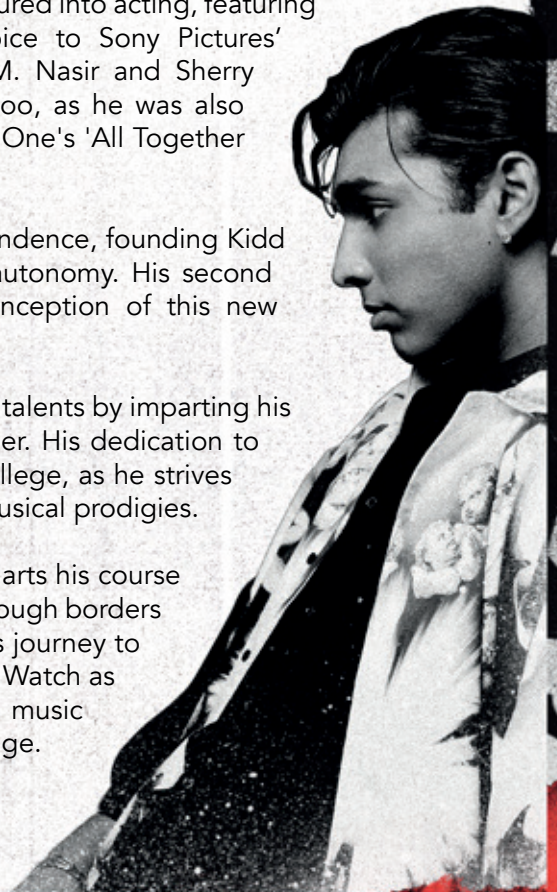 ured into acting, featuring
oice to Sony Pictures’
M. Nasir and Sherry
oo, as he was also
One's 'All Together
ndence, founding Kidd
autonomy. His second
nception of this new
talents by imparting his
er. His dedication to
llege, as he strives
usical prodigies.
arts his course
ough borders
s journey to
Watch as
music
ge.